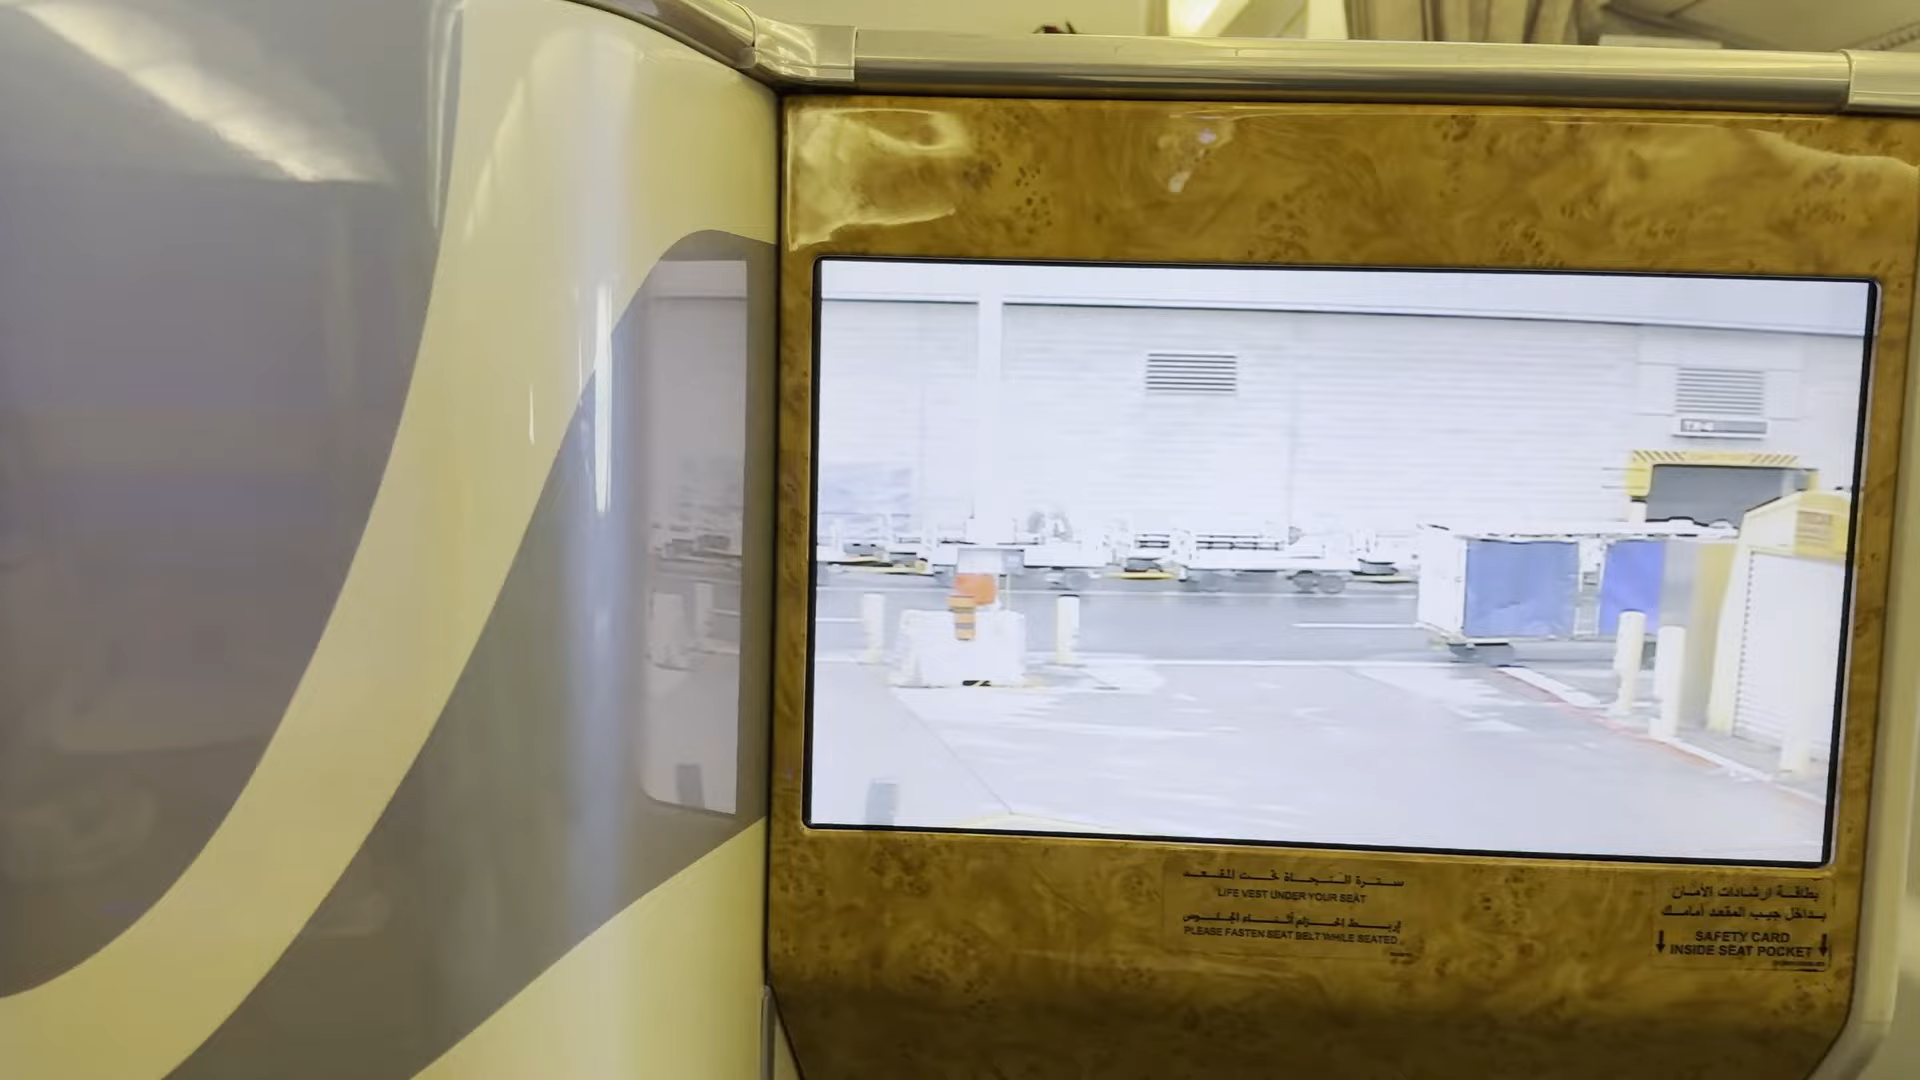 سترة النجاة تحت المقعد
LIFE VEST UNDER YOUR SEAT
إربط الحزام أثناء الجلوس
PLEASE FASTEN SEAT BELT WHILE SEATED
بطاقة ارشادات الأمان
بداخل جيب المقعد أمامك
SAFETY CARD
INSIDE SEAT POCKET